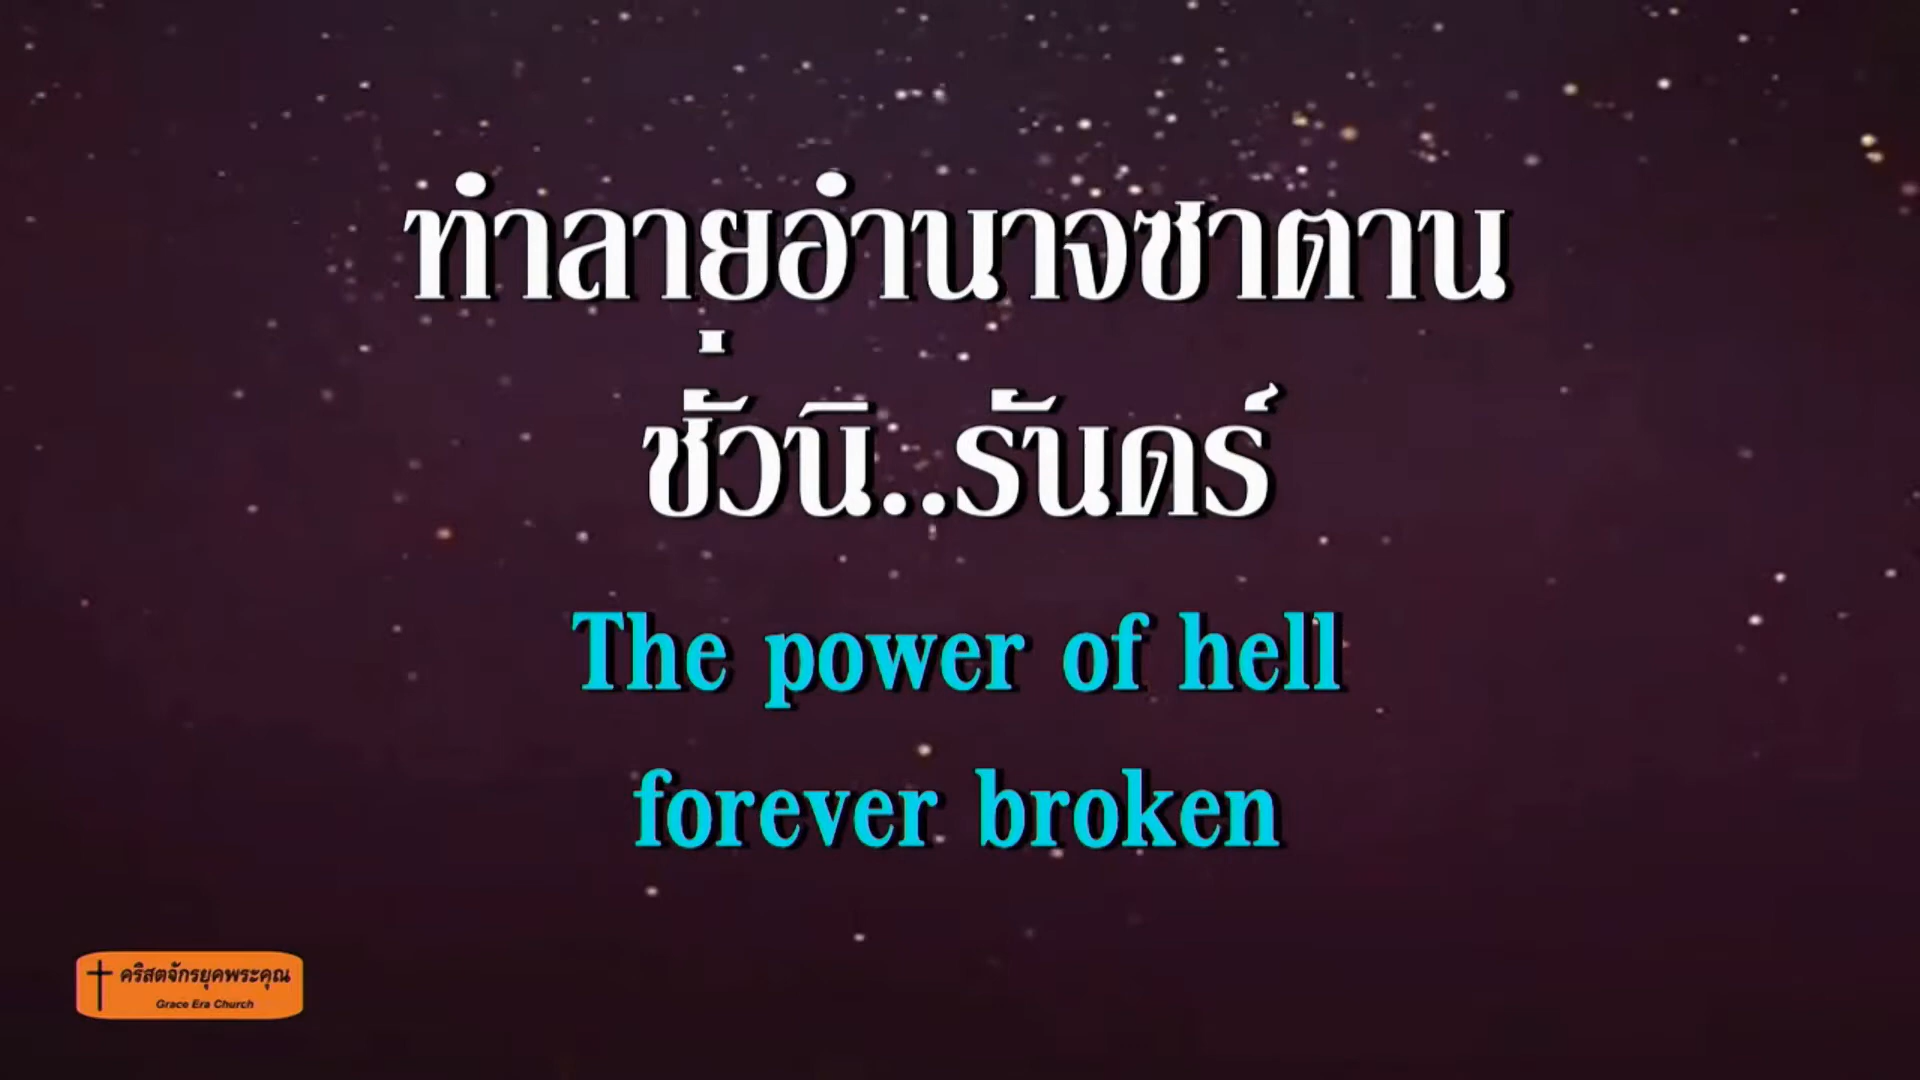 ทำลายอำนาจซาตาน
ชั่วนิ..รันดร์
The power of hell
forever broken
คริสตจักรยุคพระคุณ
Grace Era Church